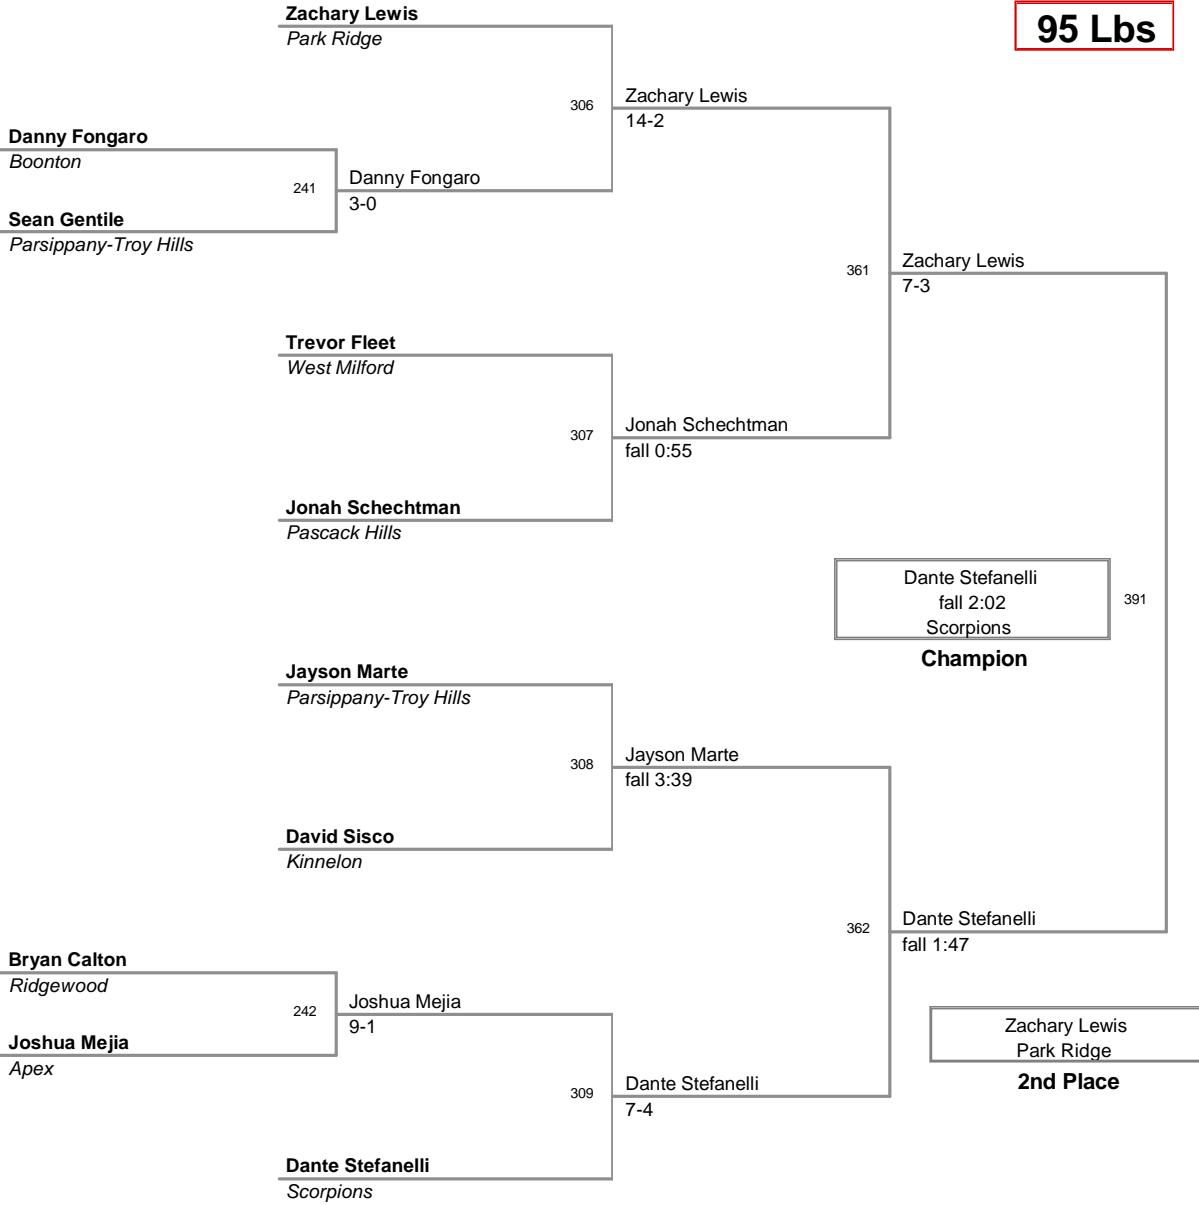 Zachary Lewis
Park Ridge
95 Lbs
306
Zachary Lewis
14-2
Danny Fongaro
Boonton
241
Danny Fongaro
3-0
Sean Gentile
Parsippany-Troy Hills
361
Zachary Lewis
7-3
Trevor Fleet
West Milford
307
Jonah Schechtman
fall 0:55
Jonah Schechtman
Pascack Hills
Dante Stefanelli
fall 2:02
Scorpions
391
Champion
Jayson Marte
Parsippany-Troy Hills
308
Jayson Marte
fall 3:39
David Sisco
Kinnelon
362
Dante Stefanelli
fall 1:47
Bryan Calton
Ridgewood
242
Joshua Mejia
9-1
Joshua Mejia
Apex
Zachary Lewis
Park Ridge
2nd Place
309
Dante Stefanelli
7-4
Dante Stefanelli
Scorpions